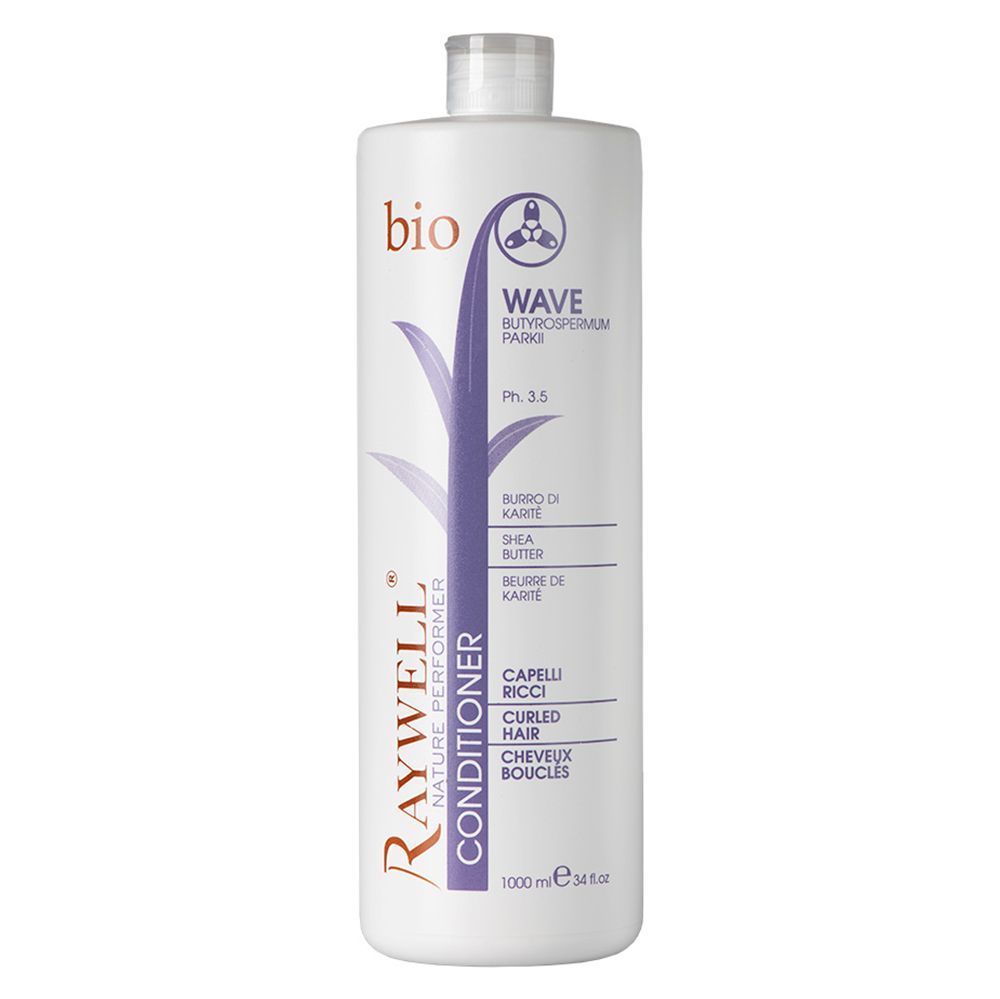 bio
WAVE
BUTYROSPERMUM
PARKII
Ph. 3.5
BURRO DI
KARITÈ
SHEA
BUTTER
BEURRE DE
KARITÉ
CAPELLI
RICCI
CURLED
HAIR
CHEVEUX
BOUCLÉS
1000 ml e 34 fl.oz
RAYWELL®
NATURE PERFORMER
CONDITIONER